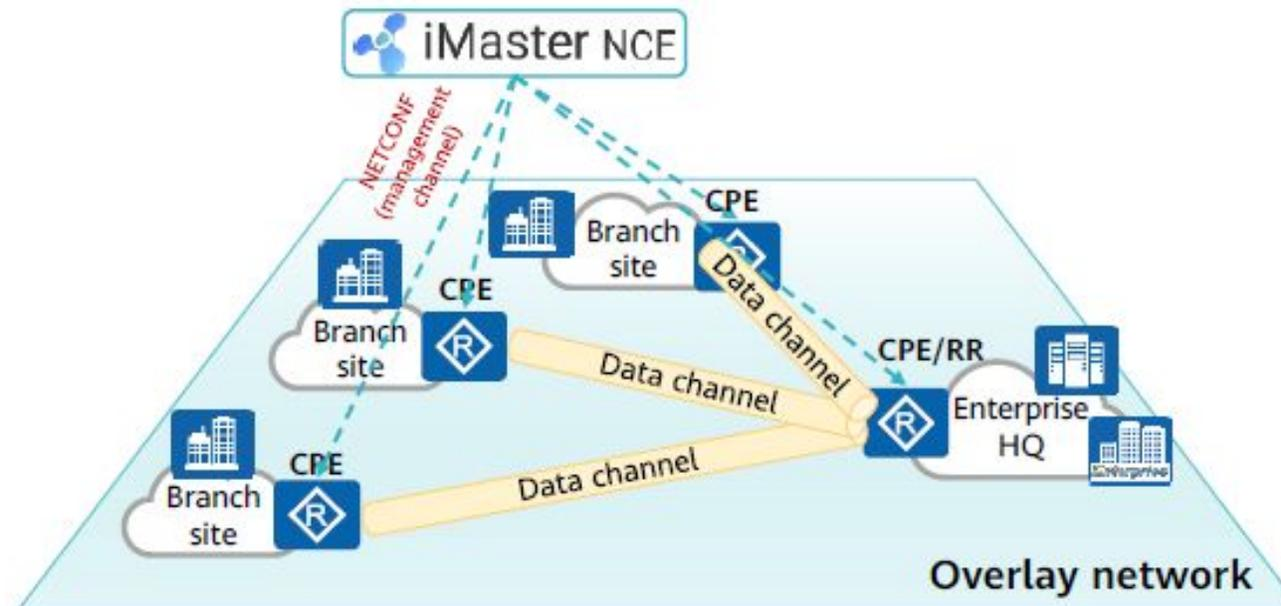 iMaster NCE
NETCONF
(management
channel)
CPE
Branch
site
CPE
Branch
site
Data channel
CPE/RR
Data channel
Enterprise
HQ
R
R
Enterprise
CPE
Branch
site
Data channel
R
Overlay network